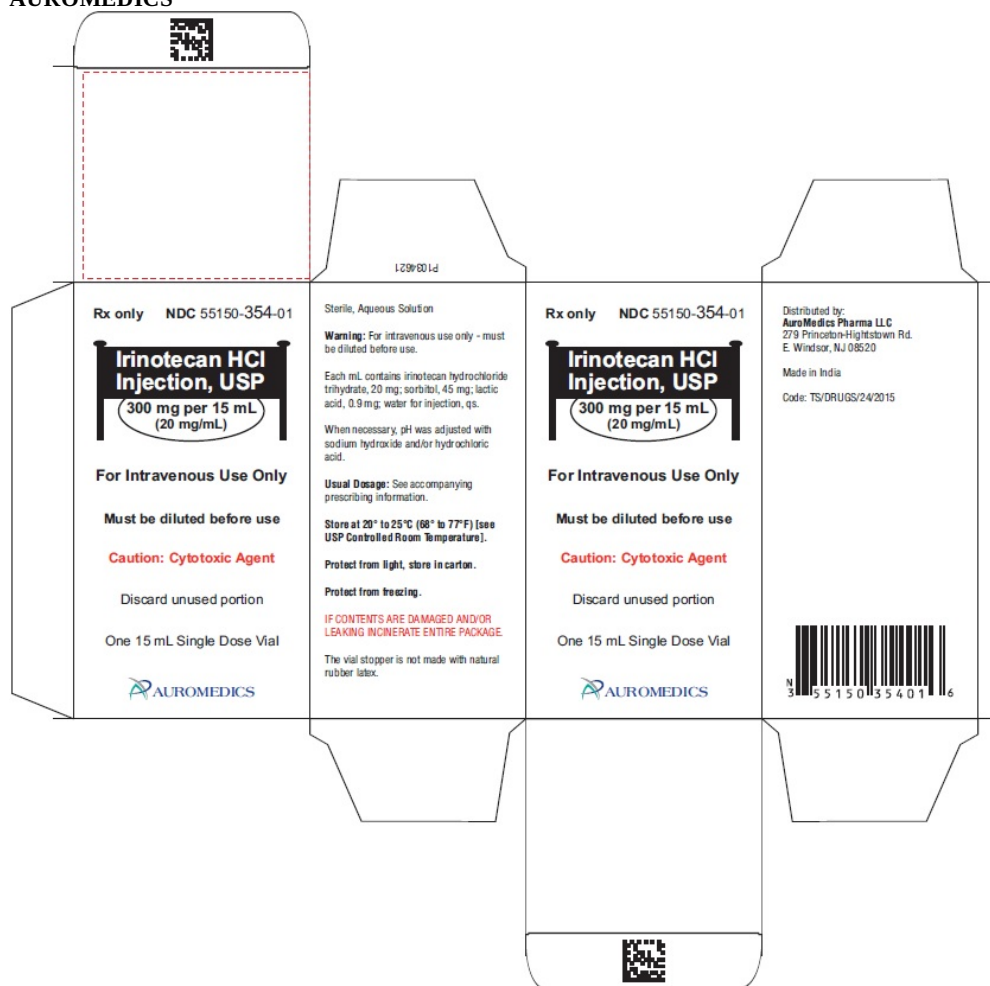 AUROMEDICS
P1034621
Rx only NDC 55150-354-01
Irinotecan HCl
Injection, USP
300 mg per 15 mL
(20 mg/mL)
For Intravenous Use Only
Must be diluted before use
Caution: Cytotoxic Agent
Discard unused portion
One 15 mL Single Dose Vial
AUROMEDICS
Sterile, Aqueous Solution
Warning: For intravenous use only - must
be diluted before use.
Each mL contains irinotecan hydrochloride
trihydrate, 20 mg; sorbitol, 45 mg; lactic
acid, 0.9 mg; water for injection, qs.
When necessary, pH was adjusted with
sodium hydroxide and/or hydrochloric
acid.
Usual Dosage: See accompanying
prescribing information.
Store at 20° to 25°C (68° to 77°F) [see
USP Controlled Room Temperature].
Protect from light, store in carton.
Protect from freezing.
IF CONTENTS ARE DAMAGED AND/OR
LEAKING INCINERATE ENTIRE PACKAGE.
The vial stopper is not made with natural
rubber latex.
Rx only NDC 55150-354-01
Irinotecan HCl
Injection, USP
300 mg per 15 mL
(20 mg/mL)
For Intravenous Use Only
Must be diluted before use
Caution: Cytotoxic Agent
Discard unused portion
One 15 mL Single Dose Vial
AUROMEDICS
Distributed by:
AuroMedics Pharma LLC
279 Princeton-Hightstown Rd.
E. Windsor, NJ 08520
Made in India
Code: TS/DRUGS/24/2015
N
3 55150 35401 6